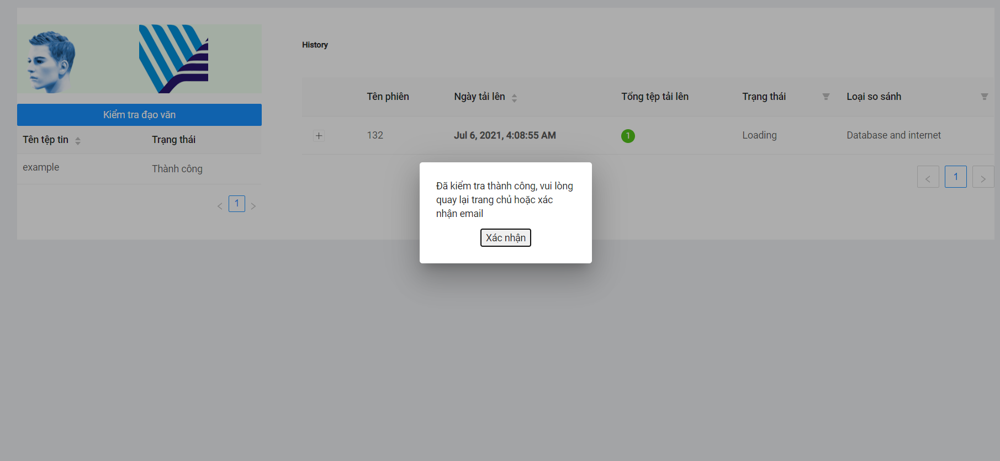 Kiểm tra đạo văn
Tên tệp tin Trạng thái
example Thành công
< 1 >
History
Tên phiên Ngày tải lên Tổng tệp tải lên Trạng thái Loại so sánh
+ 132 Jul 6, 2021, 4:08:55 AM 1 Loading Database and internet
< 1 >
Đã kiểm tra thành công, vui lòng
quay lại trang chủ hoặc xác
nhận email
Xác nhận